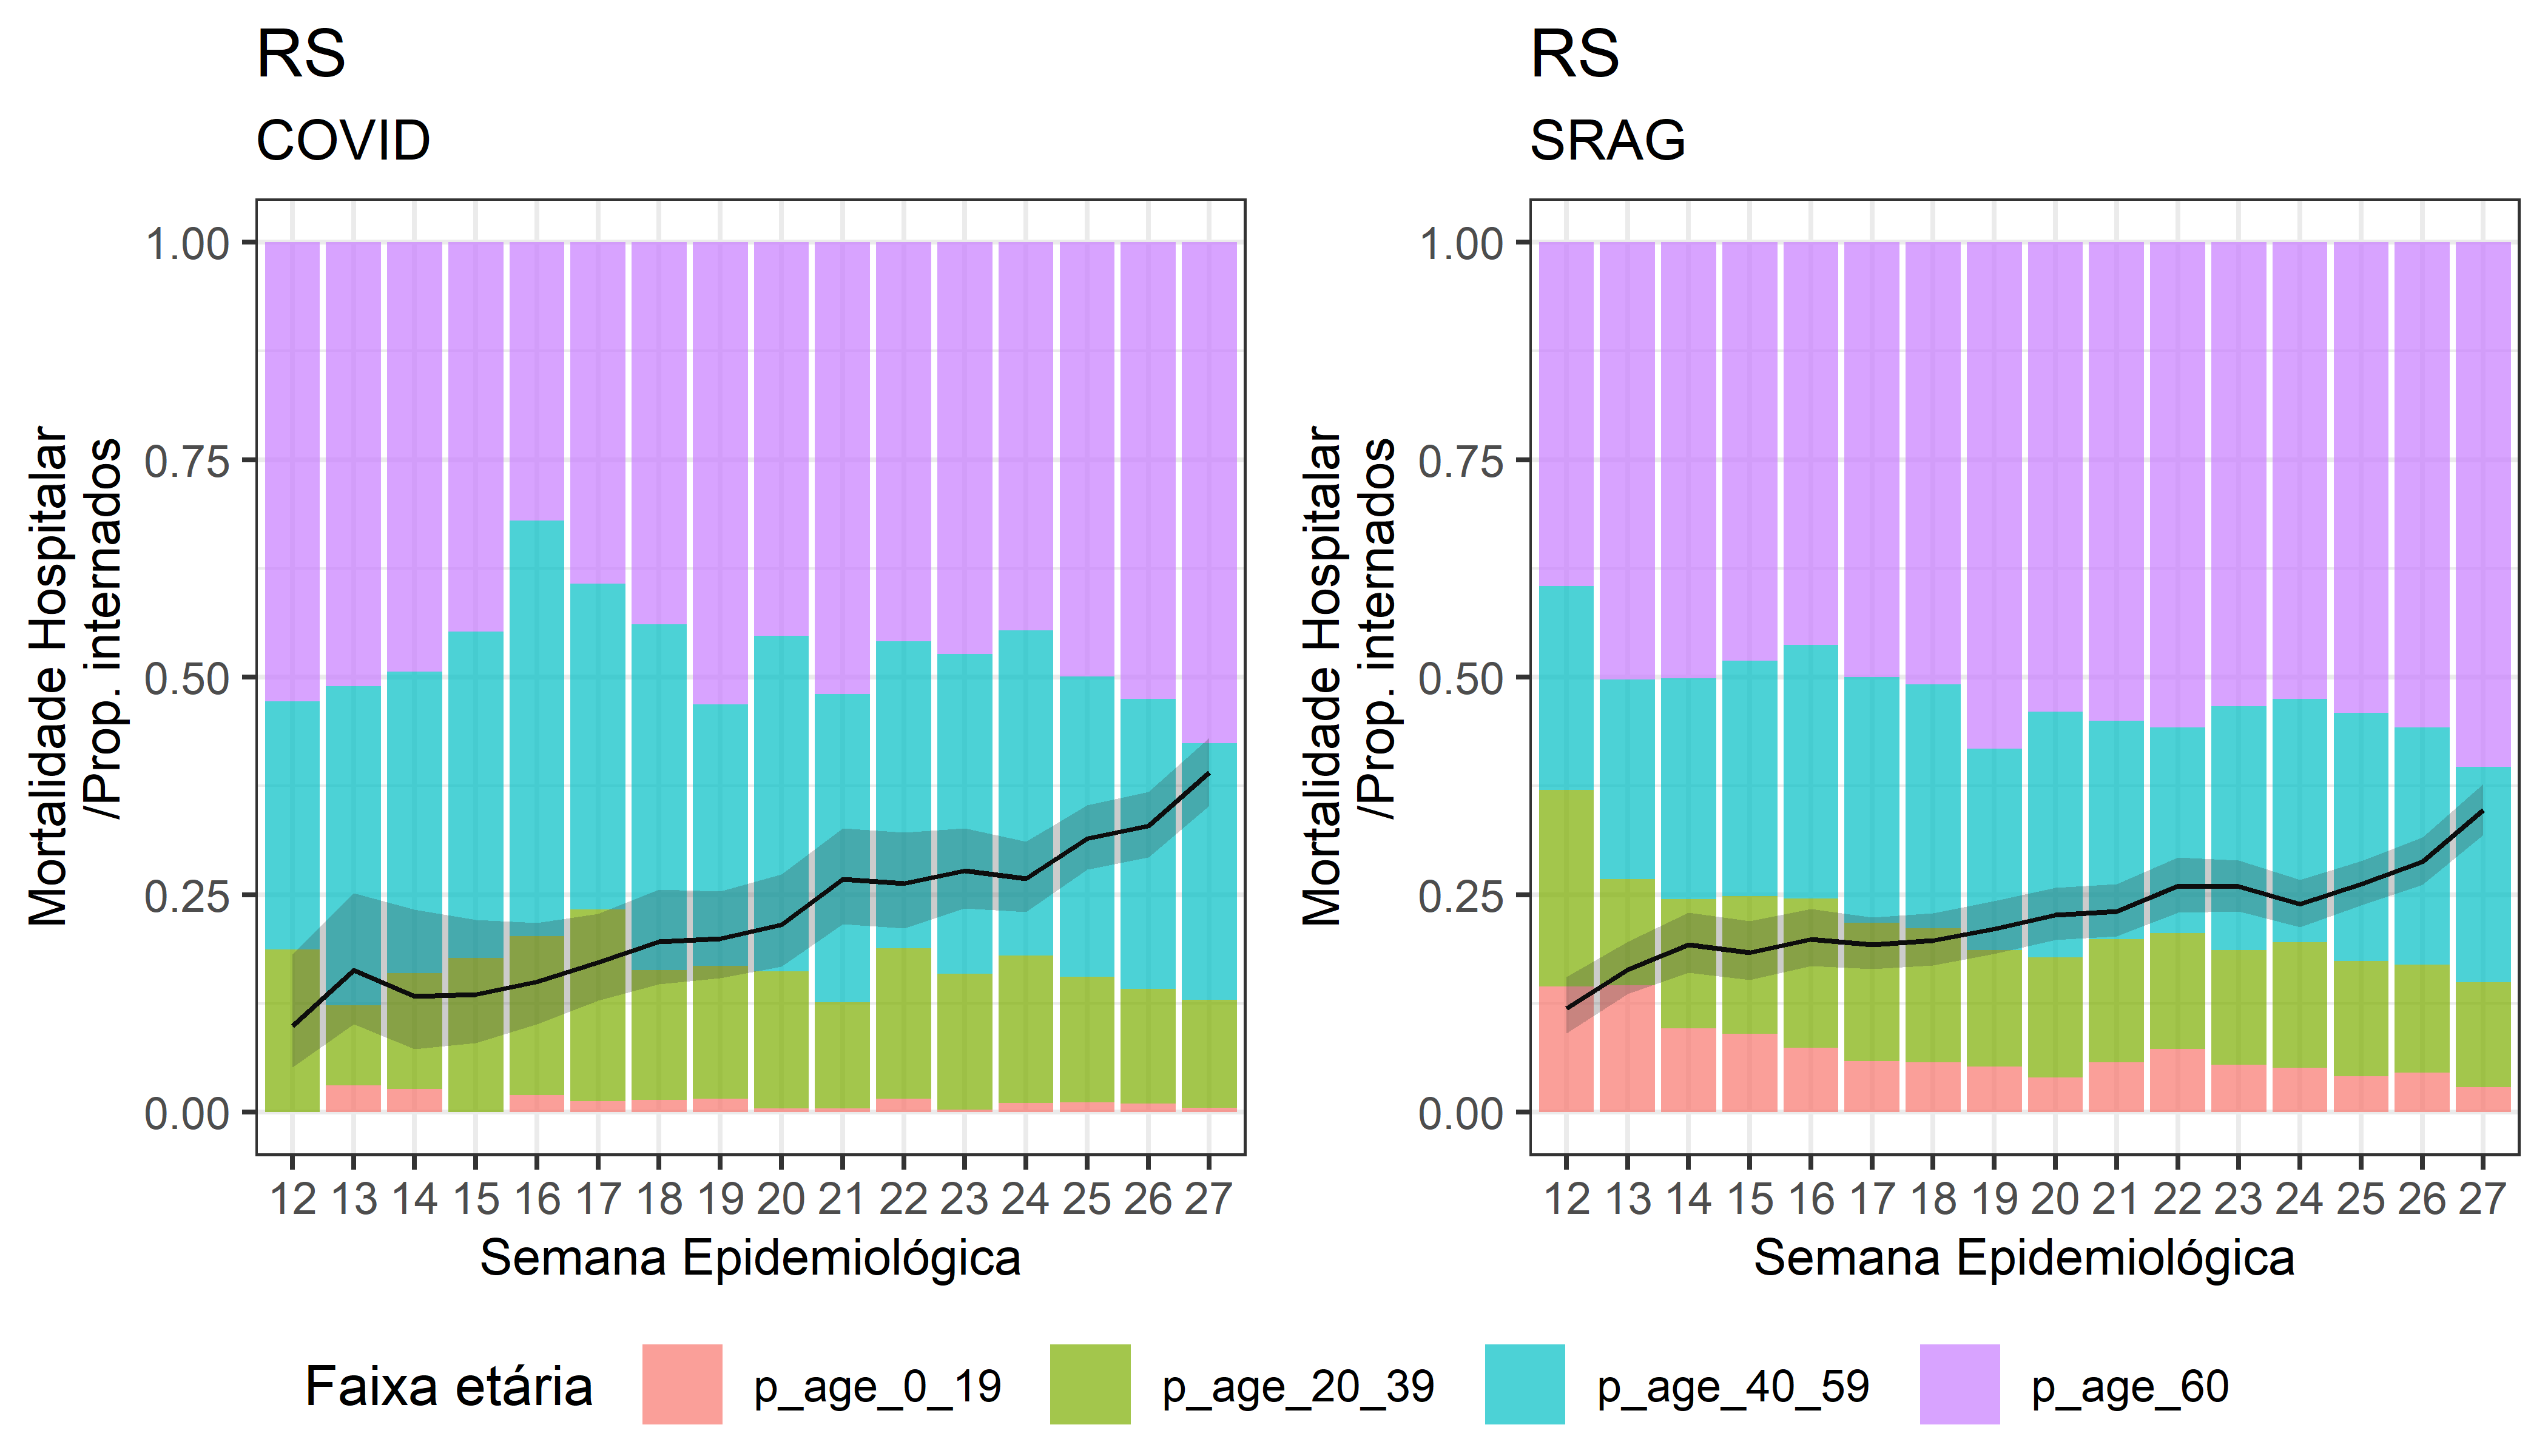 RS
COVID
Mortalidade Hospitalar
/Prop. internados
1.00
0.75
0.50
0.25
0.00
12 13 14 15 16 17 18 19 20 21 22 23 24 25 26 27
Semana Epidemiológica
RS
SRAG
Mortalidade Hospitalar
/Prop. internados
1.00
0.75
0.50
0.25
0.00
12 13 14 15 16 17 18 19 20 21 22 23 24 25 26 27
Semana Epidemiológica
Faixa etária p_age_0_19 p_age_20_39 p_age_40_59 p_age_60